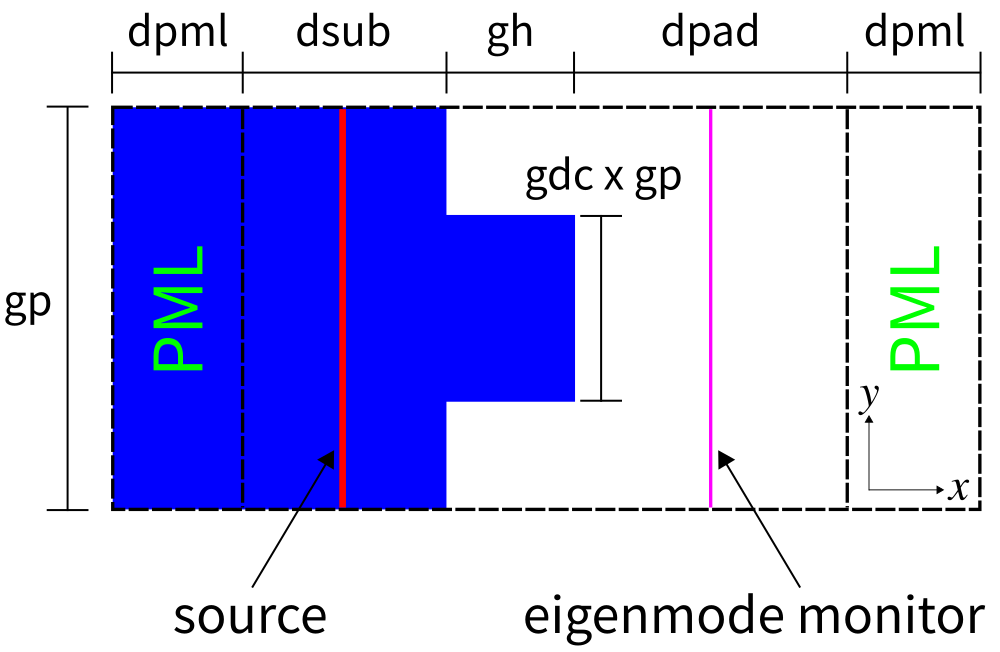 dpml dsub gh dpad dpml
gdc x gp
gp
PML
PML
y
x
source
eigenmode monitor